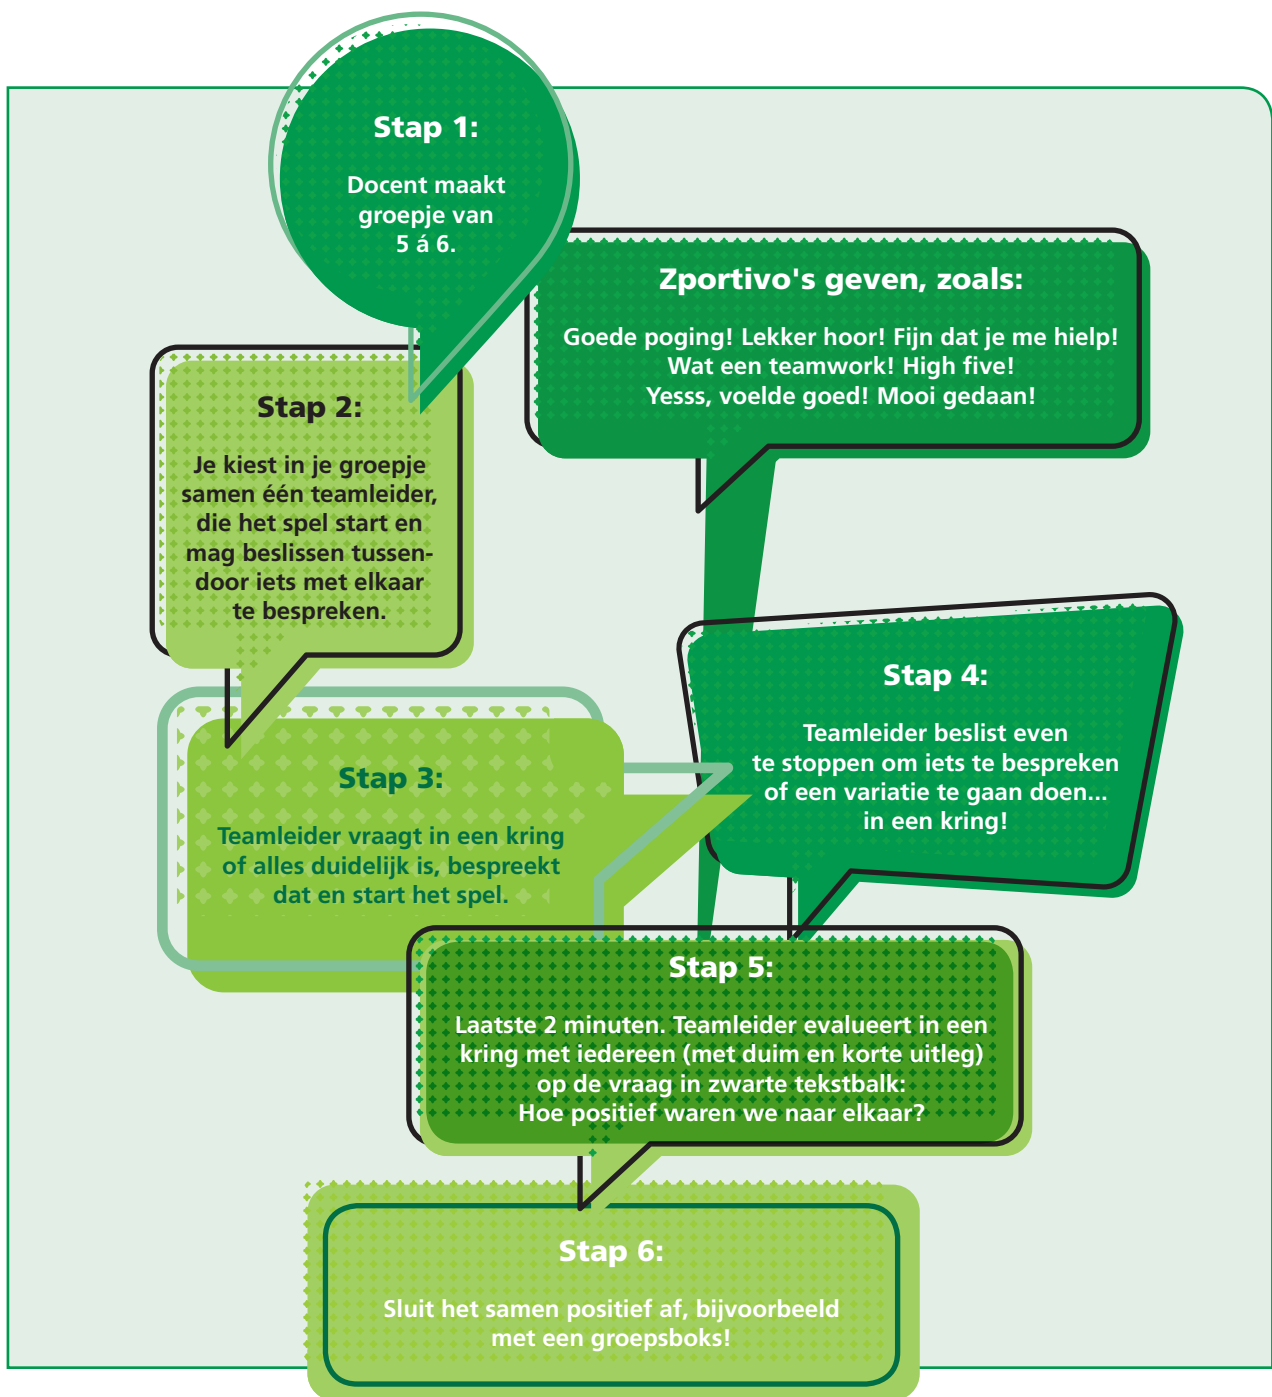 Stap 1:
Docent maakt
groepje van
5 á 6.
Zportivo's geven, zoals:
Goede poging! Lekker hoor! Fijn dat je me hielp!
Wat een teamwork! High five!
Yesss, voelde goed! Mooi gedaan!
Stap 2:
Je kiest in je groepje
samen één teamleider,
die het spel start en
mag beslissen tussen-
door iets met elkaar
te bespreken.
Stap 3:
Teamleider vraagt in een kring
of alles duidelijk is, bespreekt
dat en start het spel.
Stap 4:
Teamleider beslist even
te stoppen om iets te bespreken
of een variatie te gaan doen...
in een kring!
Stap 5:
Laatste 2 minuten. Teamleider evalueert in een
kring met iedereen (met duim en korte uitleg)
op de vraag in zwarte tekstbalk:
Hoe positief waren we naar elkaar?
Stap 6:
Sluit het samen positief af, bijvoorbeeld
met een groepsboks!